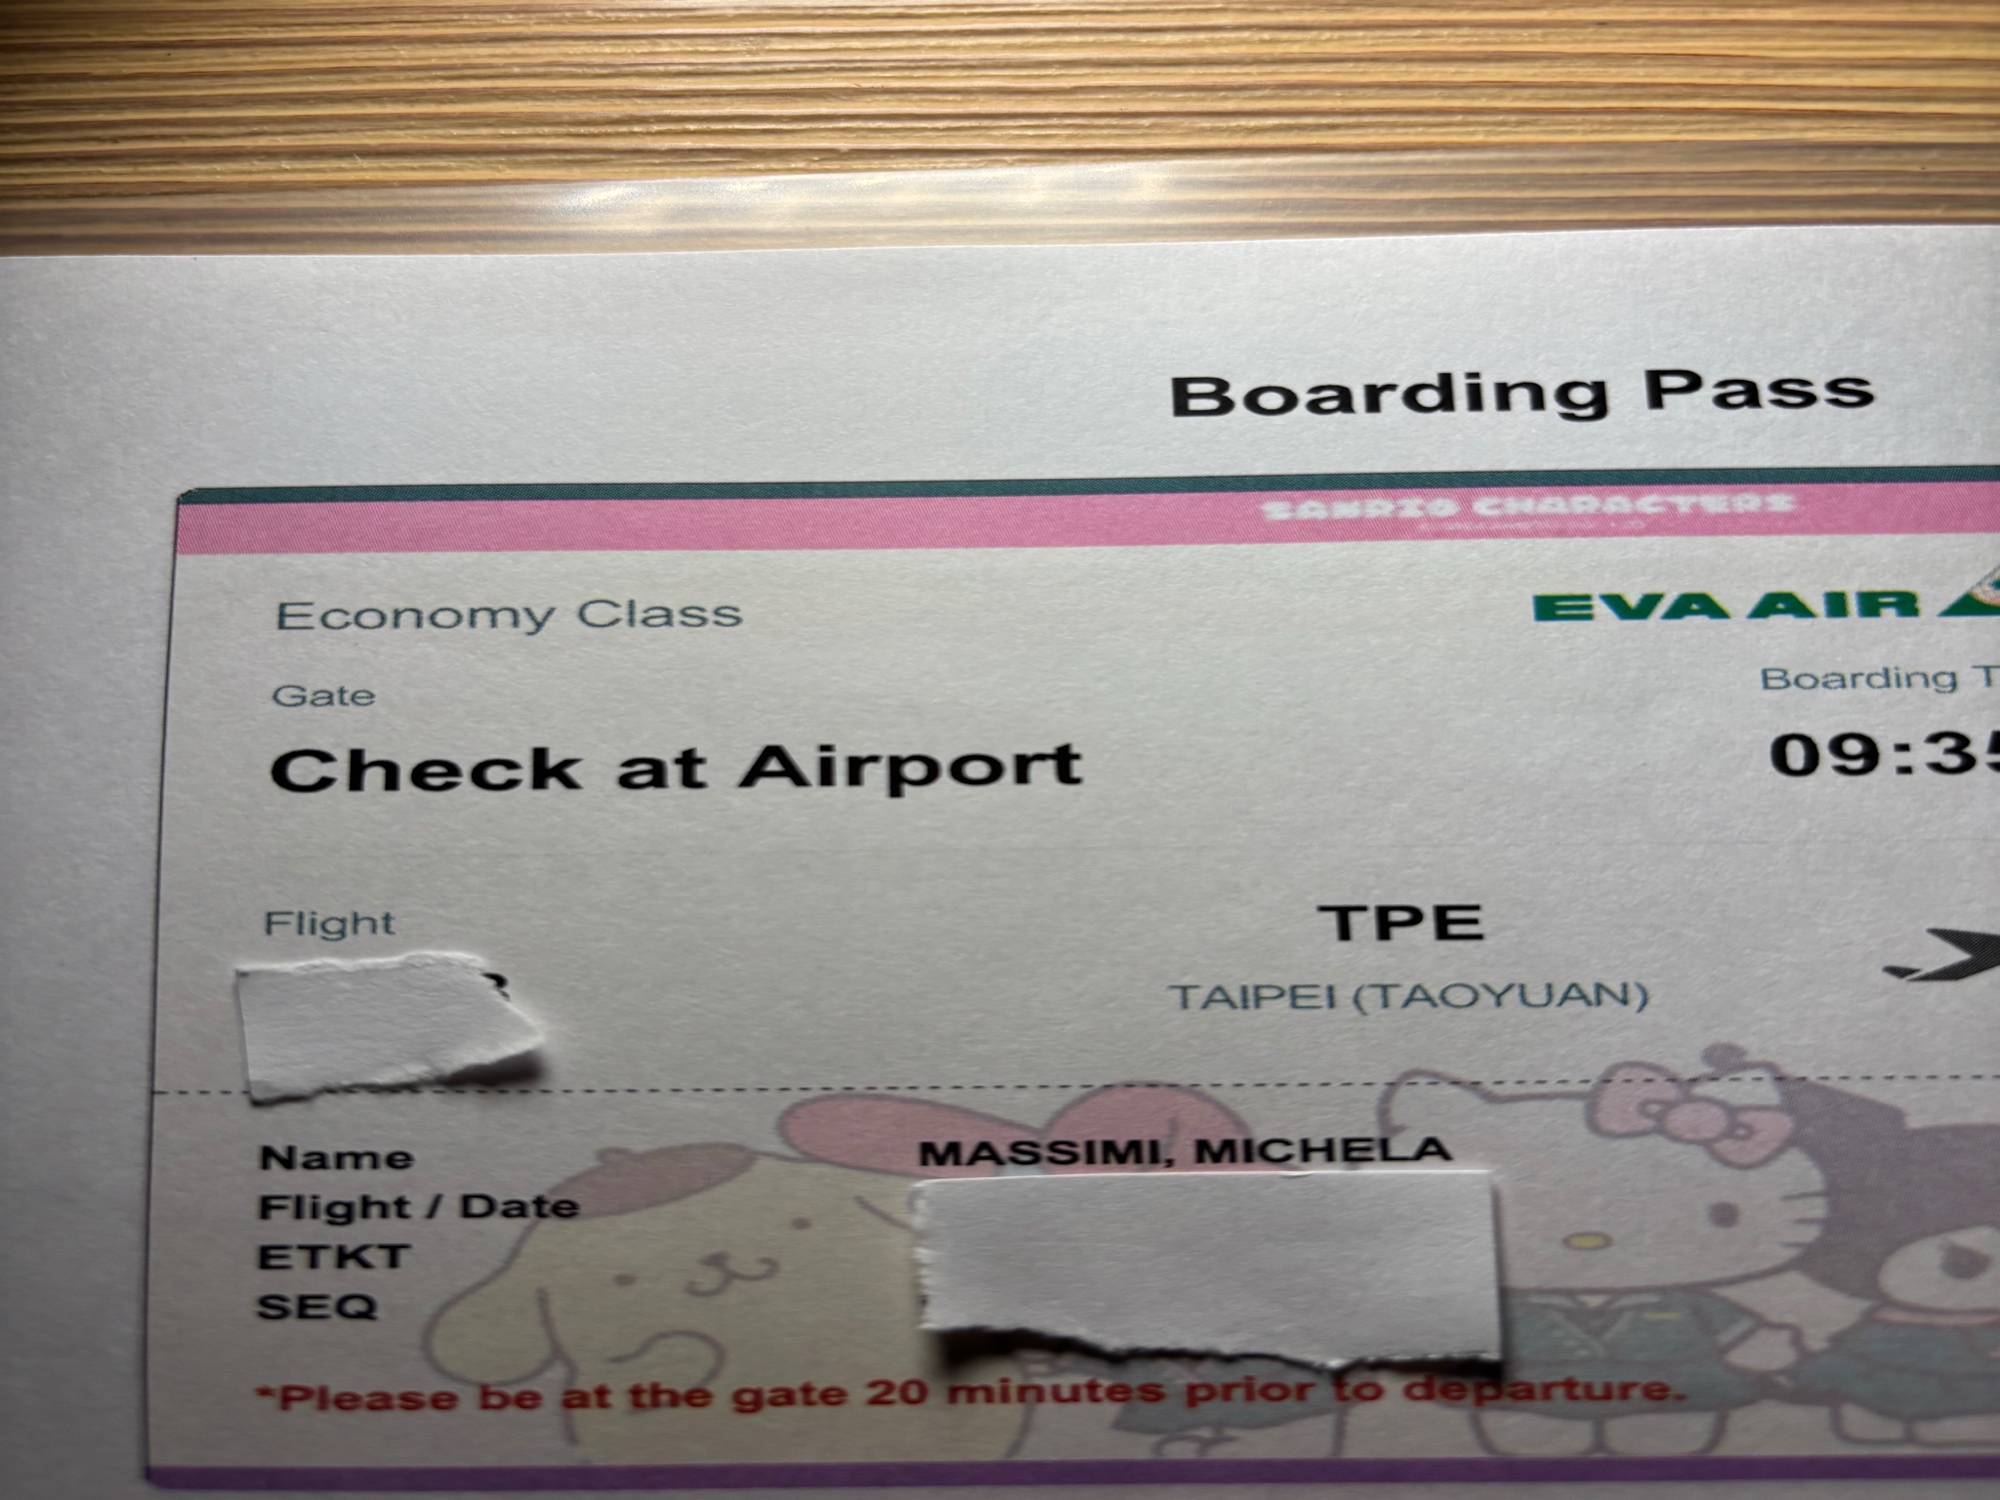 Boarding Pass
SANRIO CHARACTERS
Economy Class
EVA AIR
Gate
Boarding
Check at Airport
09:35
Flight
TPE
TAIPEI (TAOYUAN)
Name MASSIMI, MICHELA
Flight / Date
ETKT
SEQ
*Please be at the gate 20 minutes prior to departure.